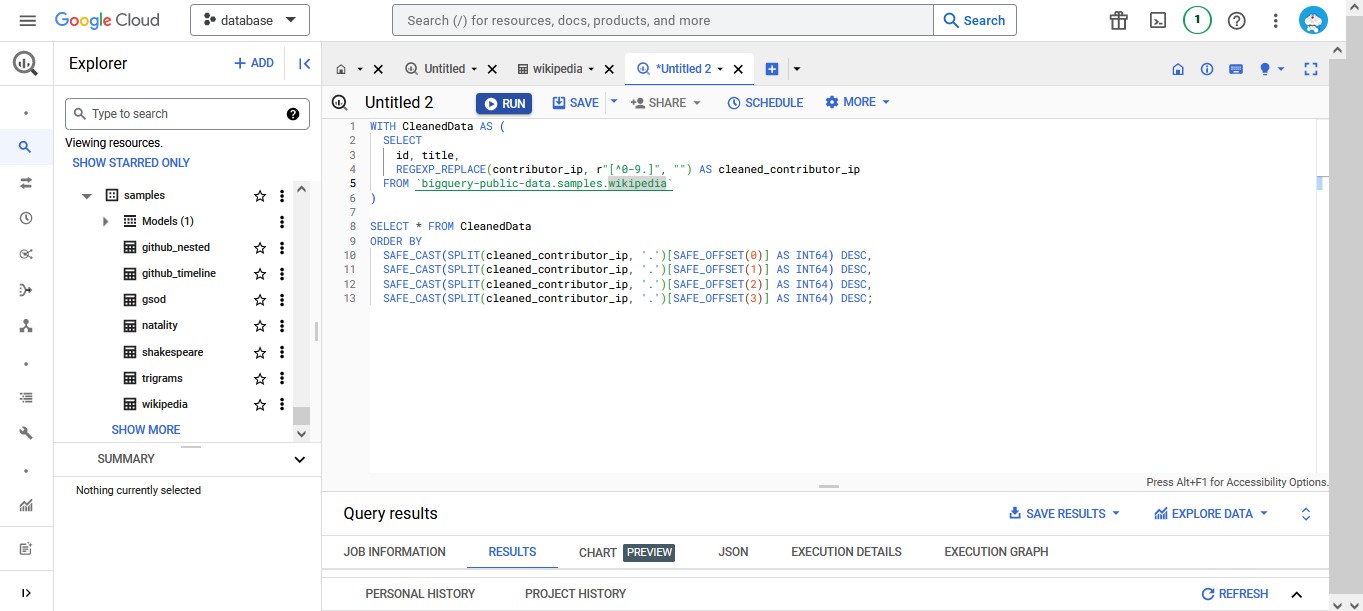 Google Cloud
database
Search (/) for resources, docs, products, and more
Search
1
Explorer
+ ADD
Untitled
wikipedia
*Untitled 2
Type to search
Viewing resources.
SHOW STARRED ONLY
samples
Models (1)
github_nested
github_timeline
gsod
natality
shakespeare
trigrams
wikipedia
SHOW MORE
SUMMARY
Nothing currently selected
Untitled 2
RUN
SAVE
SHARE
SCHEDULE
MORE
1 WITH CleanedData AS (
2 SELECT
3 id, title,
4 REGEXP_REPLACE(contributor_ip, r"[^0-9.]", "") AS cleaned_contributor_ip
5 FROM `bigquery-public-data.samples.wikipedia`
6 )
7
8 SELECT * FROM CleanedData
9 ORDER BY
10 SAFE_CAST(SPLIT(cleaned_contributor_ip, '.')[SAFE_OFFSET(0)] AS INT64) DESC,
11 SAFE_CAST(SPLIT(cleaned_contributor_ip, '.')[SAFE_OFFSET(1)] AS INT64) DESC,
12 SAFE_CAST(SPLIT(cleaned_contributor_ip, '.')[SAFE_OFFSET(2)] AS INT64) DESC,
13 SAFE_CAST(SPLIT(cleaned_contributor_ip, '.')[SAFE_OFFSET(3)] AS INT64) DESC;
Press Alt+F1 for Accessibility Options.
Query results
SAVE RESULTS
EXPLORE DATA
JOB INFORMATION
RESULTS
CHART PREVIEW
JSON
EXECUTION DETAILS
EXECUTION GRAPH
PERSONAL HISTORY
PROJECT HISTORY
REFRESH